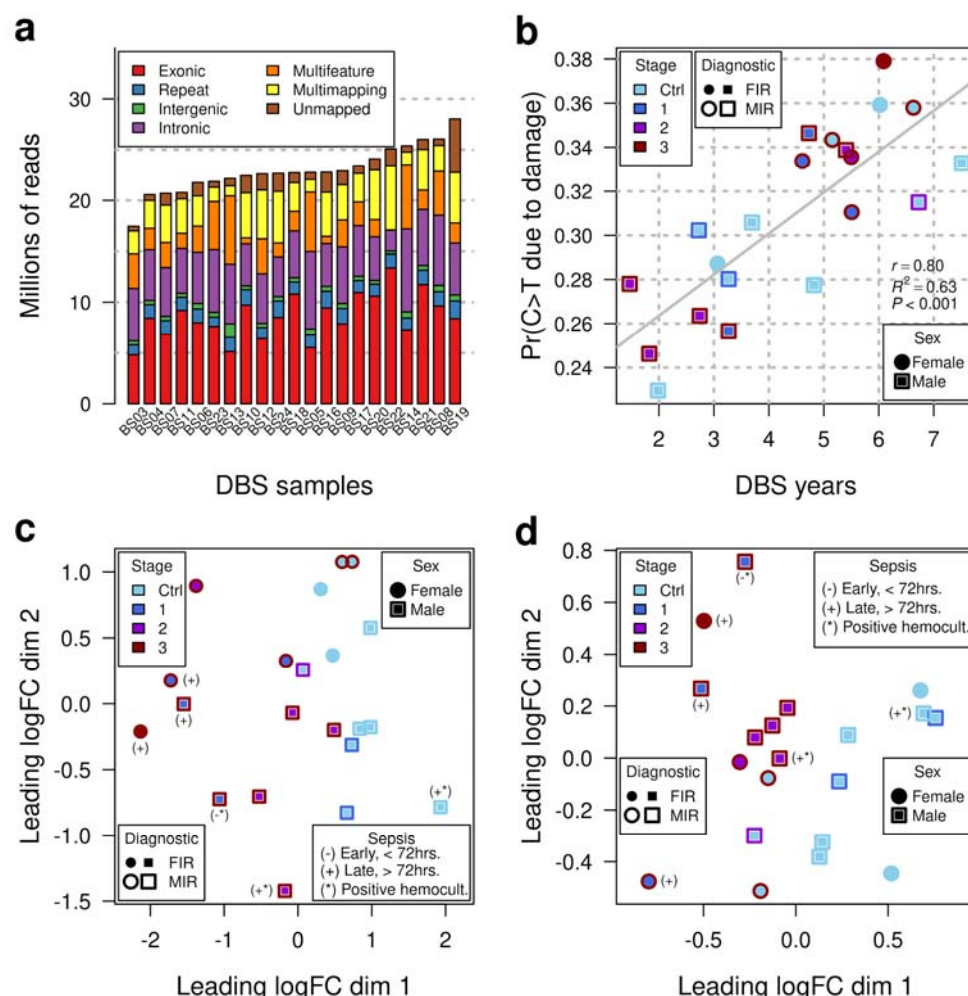 a
Millions of reads
30
20
10
0
Exonic
Repeat
Intergenic
Intronic
Multifeature
Multimapping
Unmapped
BS03
BS04
BS07
BS11
BS06
BS23
BS13
BS10
BS12
BS24
BS18
BS05
BS16
BS09
BS17
BS20
BS22
BS14
BS21
BS08
BS19
DBS samples
b
Pr(C>T due to damage)
0.38
0.36
0.34
0.32
0.30
0.28
0.26
0.24
Stage
Ctrl
1
2
3
Diagnostic
FIR
MIR
r = 0.80
R² = 0.63
P < 0.001
Sex
Female
Male
2 3 4 5 6 7
DBS years
c
Leading logFC dim 2
1.0
0.5
0.0
-0.5
-1.0
-1.5
Stage
Ctrl
1
2
3
Sex
Female
Male
(+)
(+)
(+)
(-*)
(+*)
(+*)
Diagnostic
FIR
MIR
Sepsis
(-) Early, < 72hrs.
(+) Late, > 72hrs.
(*) Positive hemocult.
-2 -1 0 1 2
Leading logFC dim 1
d
Leading logFC dim 2
0.8
0.6
0.4
0.2
0.0
-0.2
-0.4
Stage
Ctrl
1
2
3
Sepsis
(-) Early, < 72hrs.
(+) Late, > 72hrs.
(*) Positive hemocult.
(-*)
(+)
(+)
(+*)
(+*)
(+)
Diagnostic
FIR
MIR
Sex
Female
Male
-0.5 0.0 0.5
Leading logFC dim 1